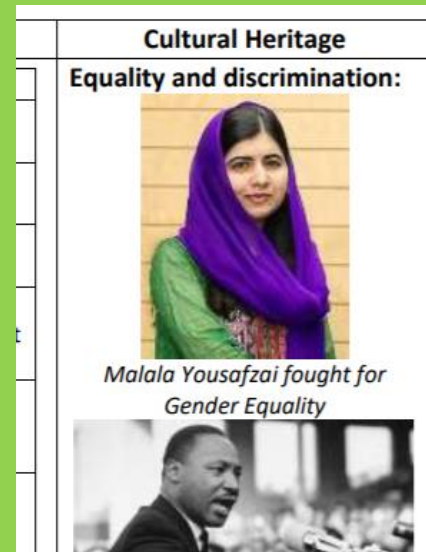 Cultural Heritage
Equality and discrimination:
Malala Yousafzai fought for
Gender Equality
t